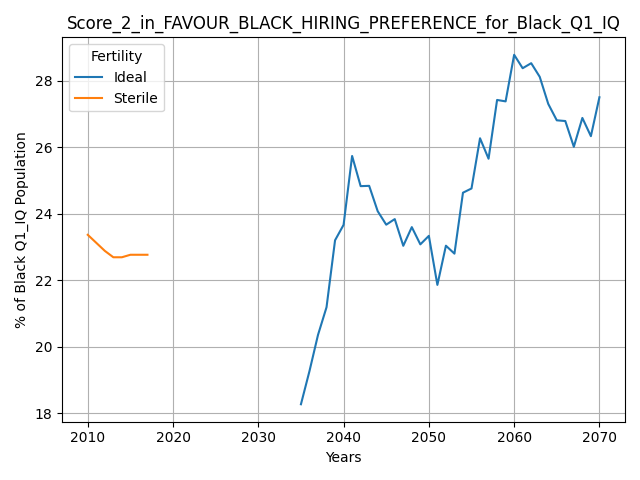 Score_2_in_FAVOUR_BLACK_HIRING_PREFERENCE_for_Black_Q1_IQ
Fertility
Ideal
Sterile
% of Black Q1_IQ Population
28
26
24
22
20
18
2010 2020 2030 2040 2050 2060 2070
Years